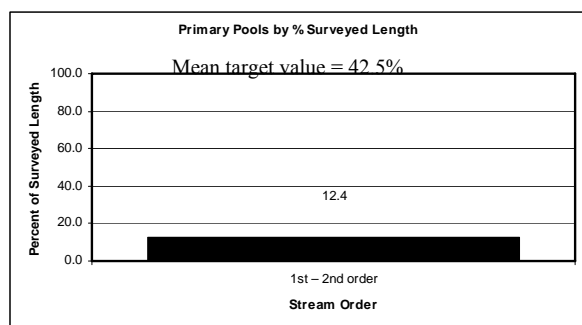 Primary Pools by % Surveyed Length
Mean target value = 42.5%
100.0
80.0
60.0
40.0
20.0
0.0
Percent of Surveyed Length
12.4
1st – 2nd order
Stream Order